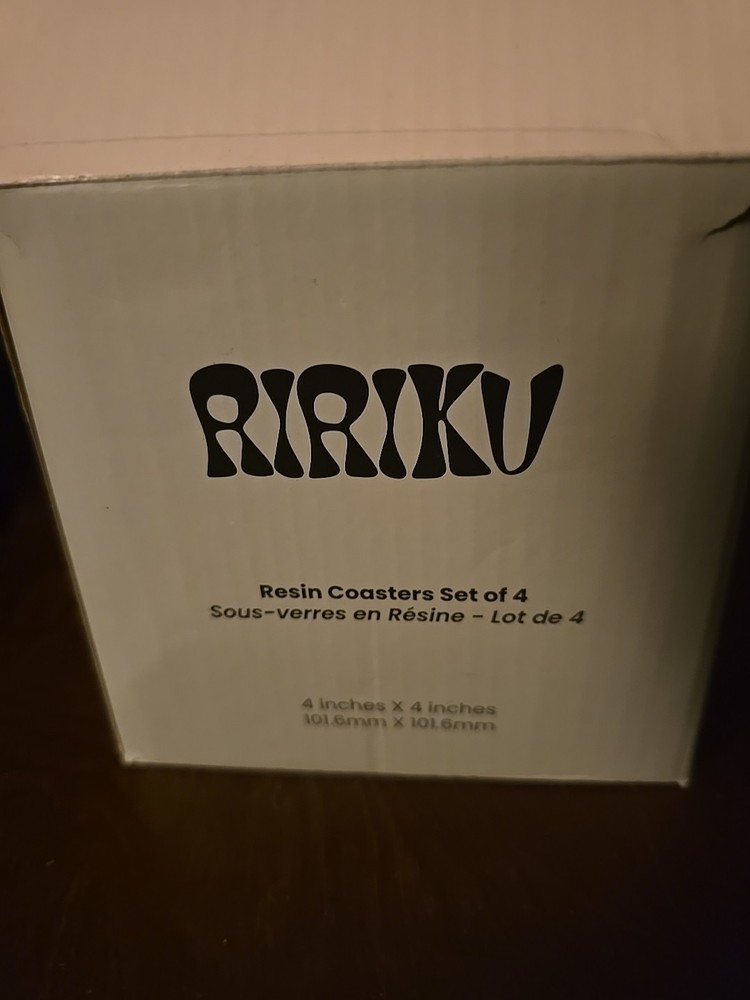 RIRIKU
Resin Coasters Set of 4
Sous-verres en Résine - Lot de 4
4 inches X 4 inches
101.6mm X 101.6mm